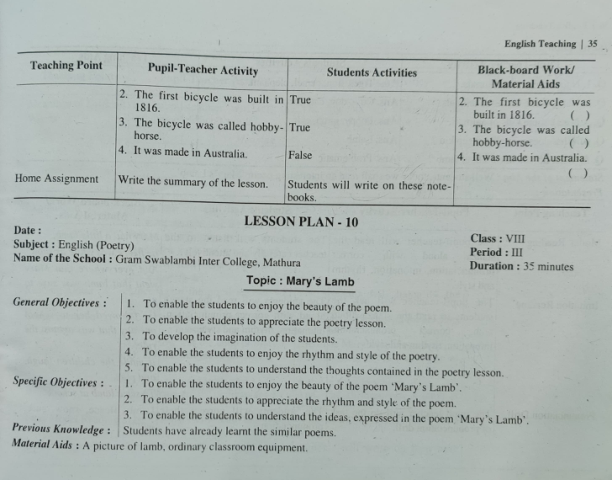 English Teaching | 35
Teaching Point Pupil-Teacher Activity Students Activities Black-board Work/
Material Aids
2. The first bicycle was built in True 2. The first bicycle was
1816. built in 1816. ( )
3. The bicycle was called hobby- True 3. The bicycle was called
horse. hobby-horse. ( )
4. It was made in Australia. False 4. It was made in Australia.
( )
Home Assignment Write the summary of the lesson. Students will write on these note-
books.
LESSON PLAN - 10
Date : Class : VIII
Subject : English (Poetry) Period : III
Name of the School : Gram Swablambi Inter College, Mathura Duration : 35 minutes
Topic : Mary's Lamb
General Objectives : 1. To enable the students to enjoy the beauty of the poem.
2. To enable the students to appreciate the poetry lesson.
3. To develop the imagination of the students.
4. To enable the students to enjoy the rhythm and style of the poetry.
5. To enable the students to understand the thoughts contained in the poetry lesson.
Specific Objectives : 1. To enable the students to enjoy the beauty of the poem 'Mary's Lamb'.
2. To enable the students to appreciate the rhythm and style of the poem.
3. To enable the students to understand the ideas, expressed in the poem 'Mary's Lamb'.
Previous Knowledge : Students have already learnt the similar poems.
Material Aids : A picture of lamb, ordinary classroom equipment.